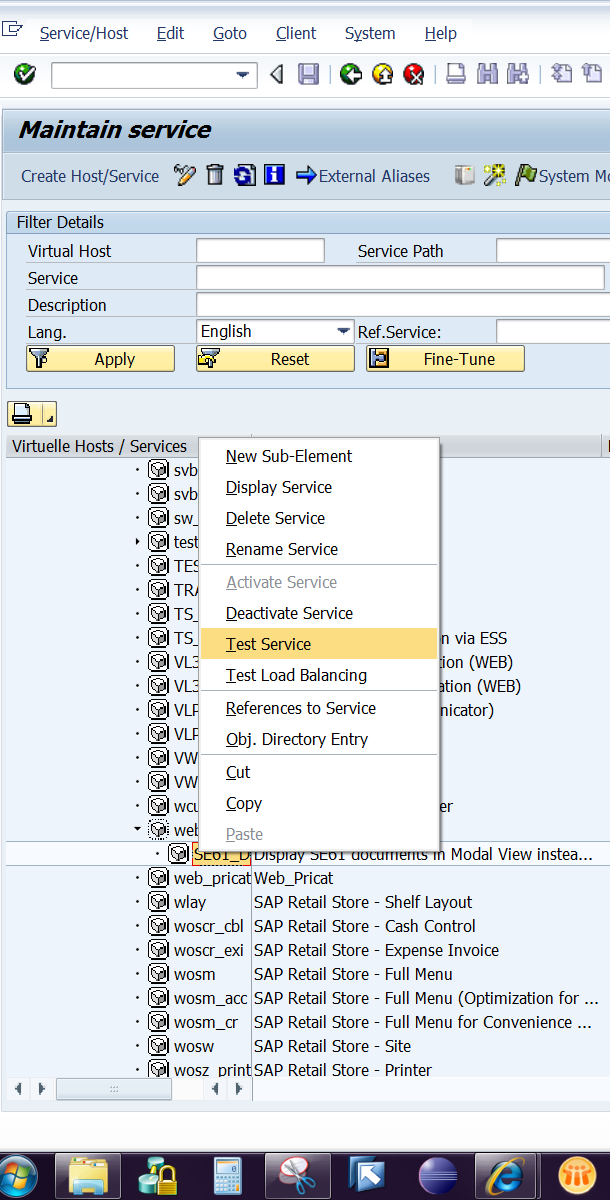 Service/Host Edit Goto Client System Help
Maintain service
Create Host/Service External Aliases System Mo
Filter Details
Virtual Host Service Path
Service
Description
Lang. English Ref.Service:
Apply Reset Fine-Tune
Virtuelle Hosts / Services
New Sub-Element
Display Service
Delete Service
Rename Service
Activate Service
Deactivate Service
Test Service
Test Load Balancing
References to Service
Obj. Directory Entry
Cut
Copy
Paste
svb
svb
sw_
test
TES
TRA
TS_
TS_ n via ESS
VL3 tion (WEB)
VL3 ation (WEB)
VLP nicator)
VLP
VW
VW
wcu er
web
SE61_D Display SE61 documents in Modal View instea...
web_pricat Web_Pricat
wlay SAP Retail Store - Shelf Layout
woscr_cbl SAP Retail Store - Cash Control
woscr_exi SAP Retail Store - Expense Invoice
wosm SAP Retail Store - Full Menu
wosm_acc SAP Retail Store - Full Menu (Optimization for ...
wosm_cr SAP Retail Store - Full Menu for Convenience ...
wosw SAP Retail Store - Site
wosz_print SAP Retail Store - Printer